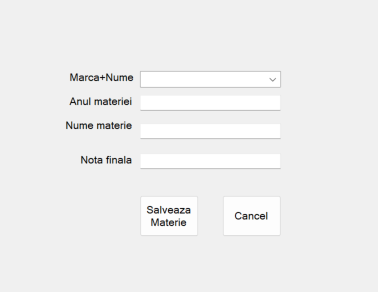 Marca+Nume
Anul materiei
Nume materie
Nota finala
Salveaza
Materie
Cancel